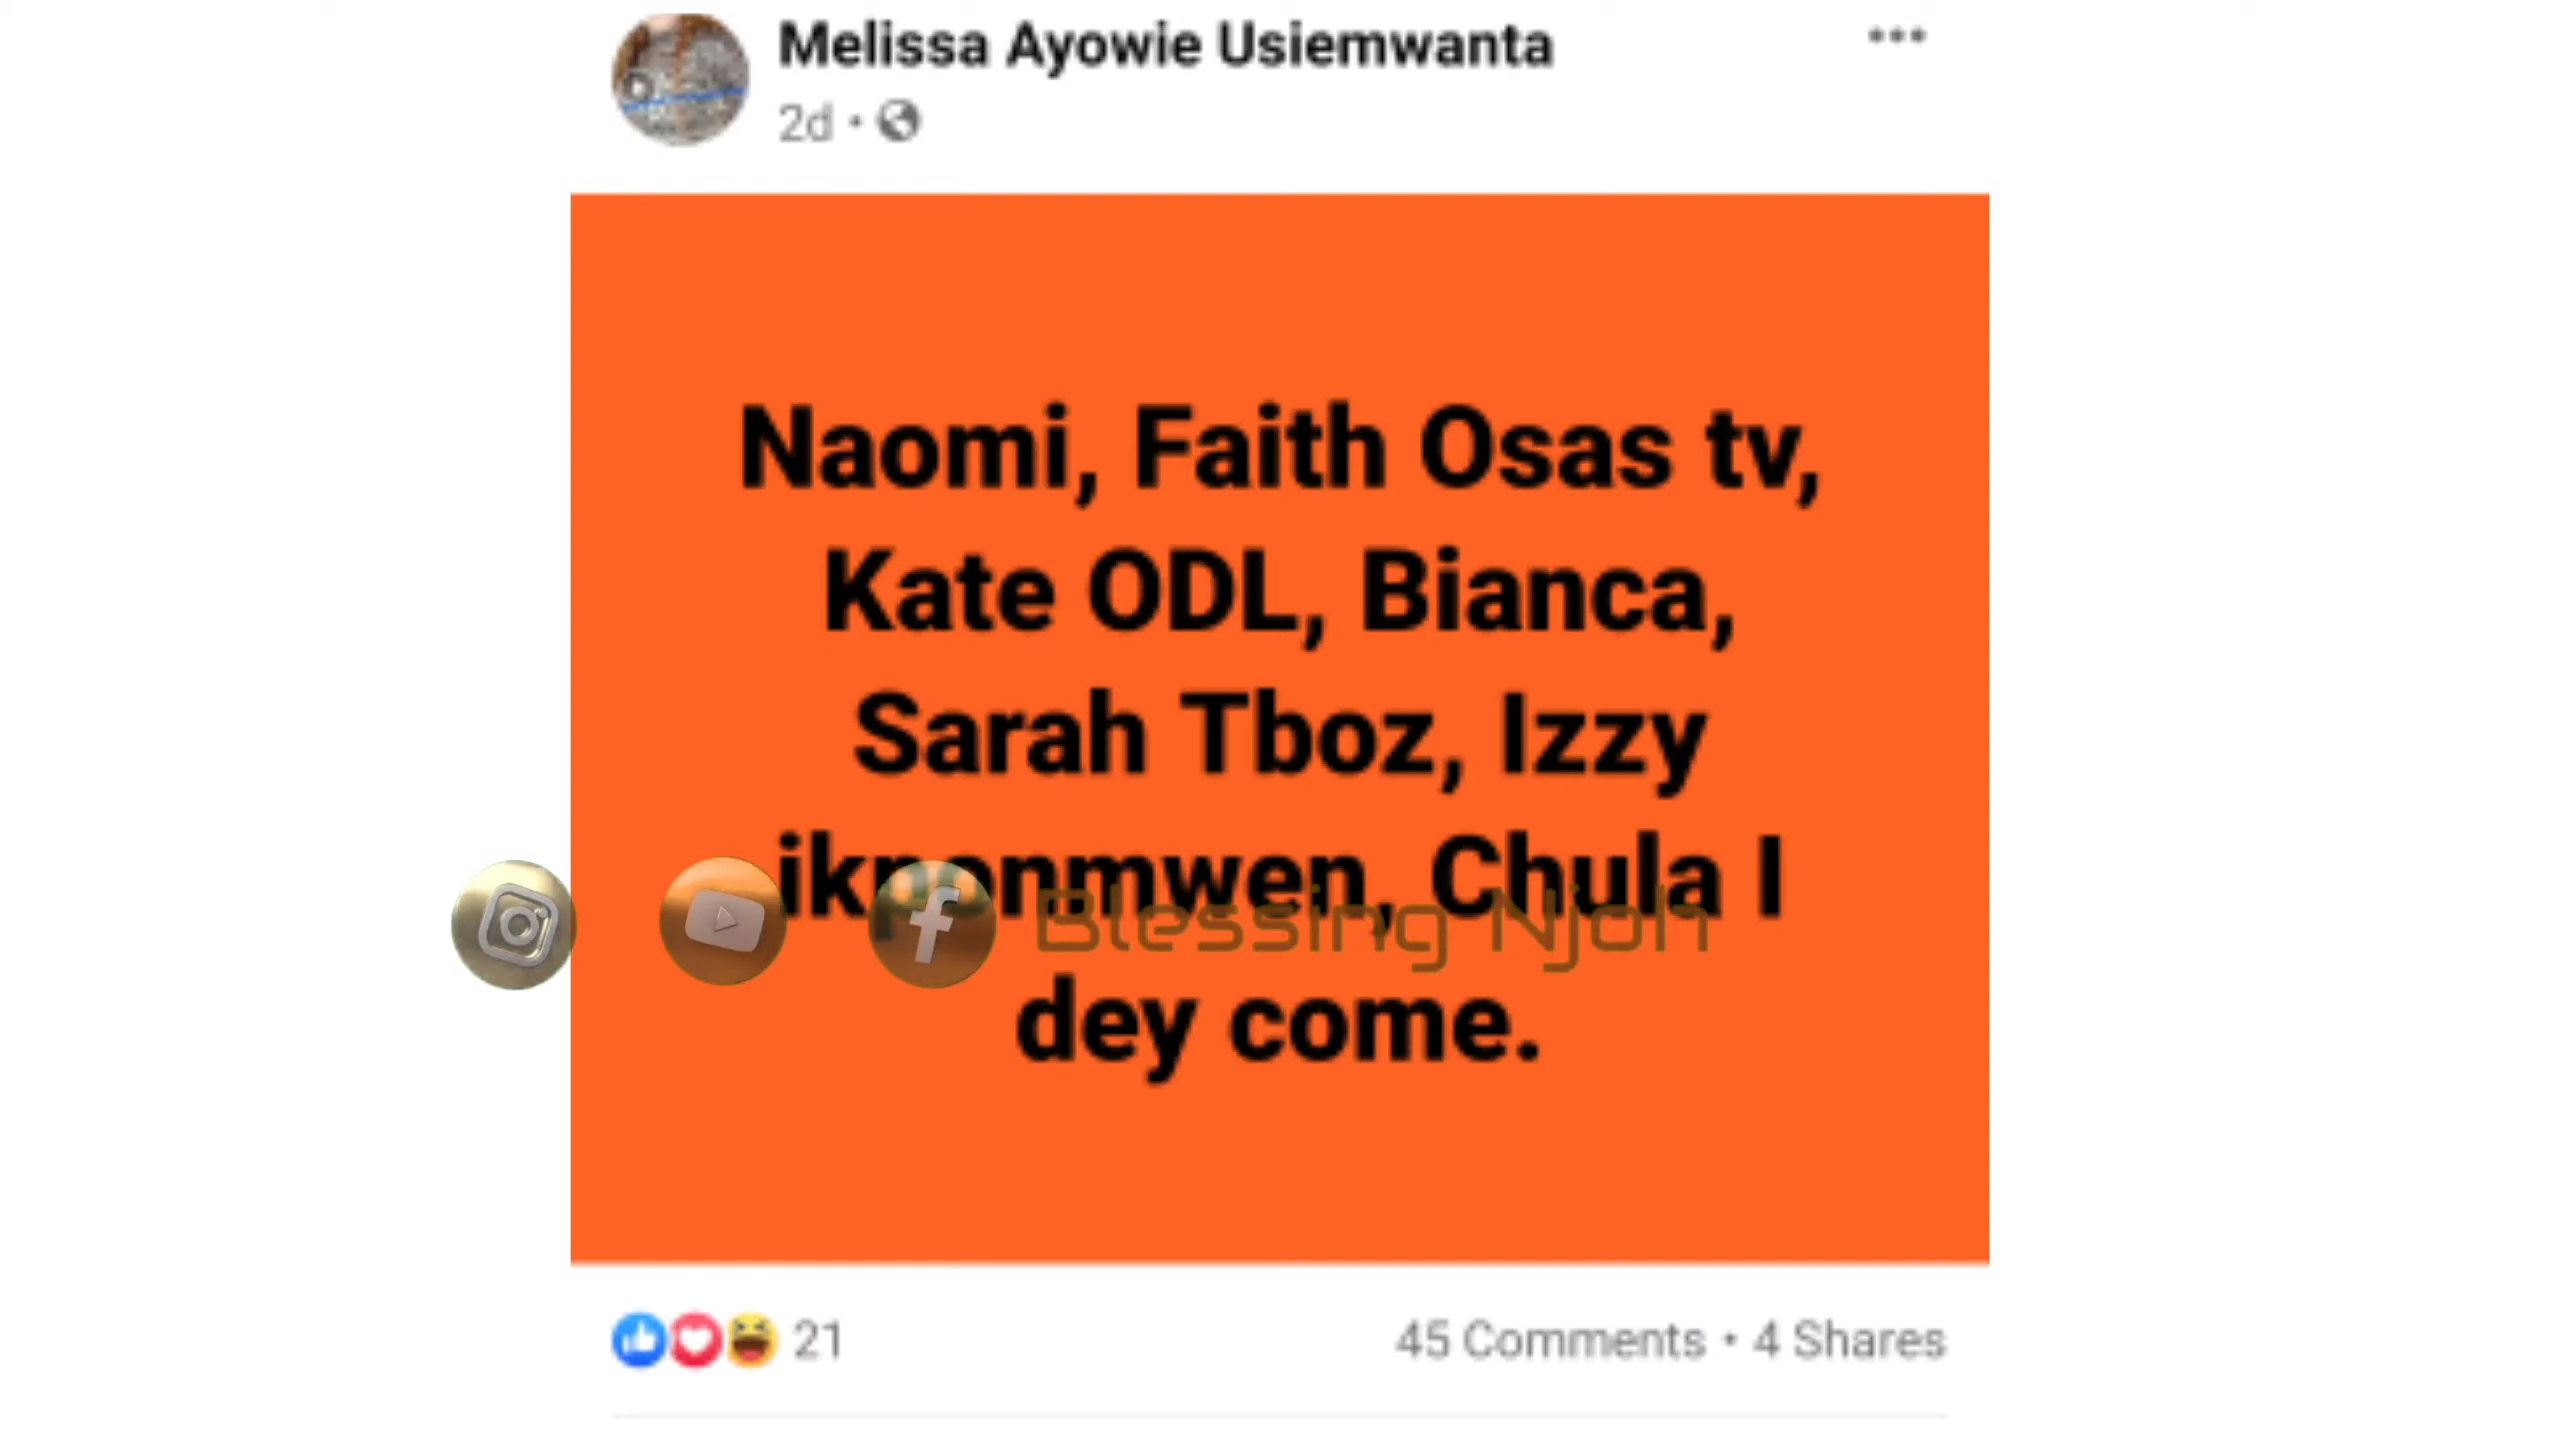 Melissa Ayowie Usiemwanta
2d •
Naomi, Faith Osas tv,
Kate ODL, Bianca,
Sarah Tboz, Izzy
ikponmwen, Chula I
Blessing Njoh
dey come.
21
45 Comments • 4 Shares